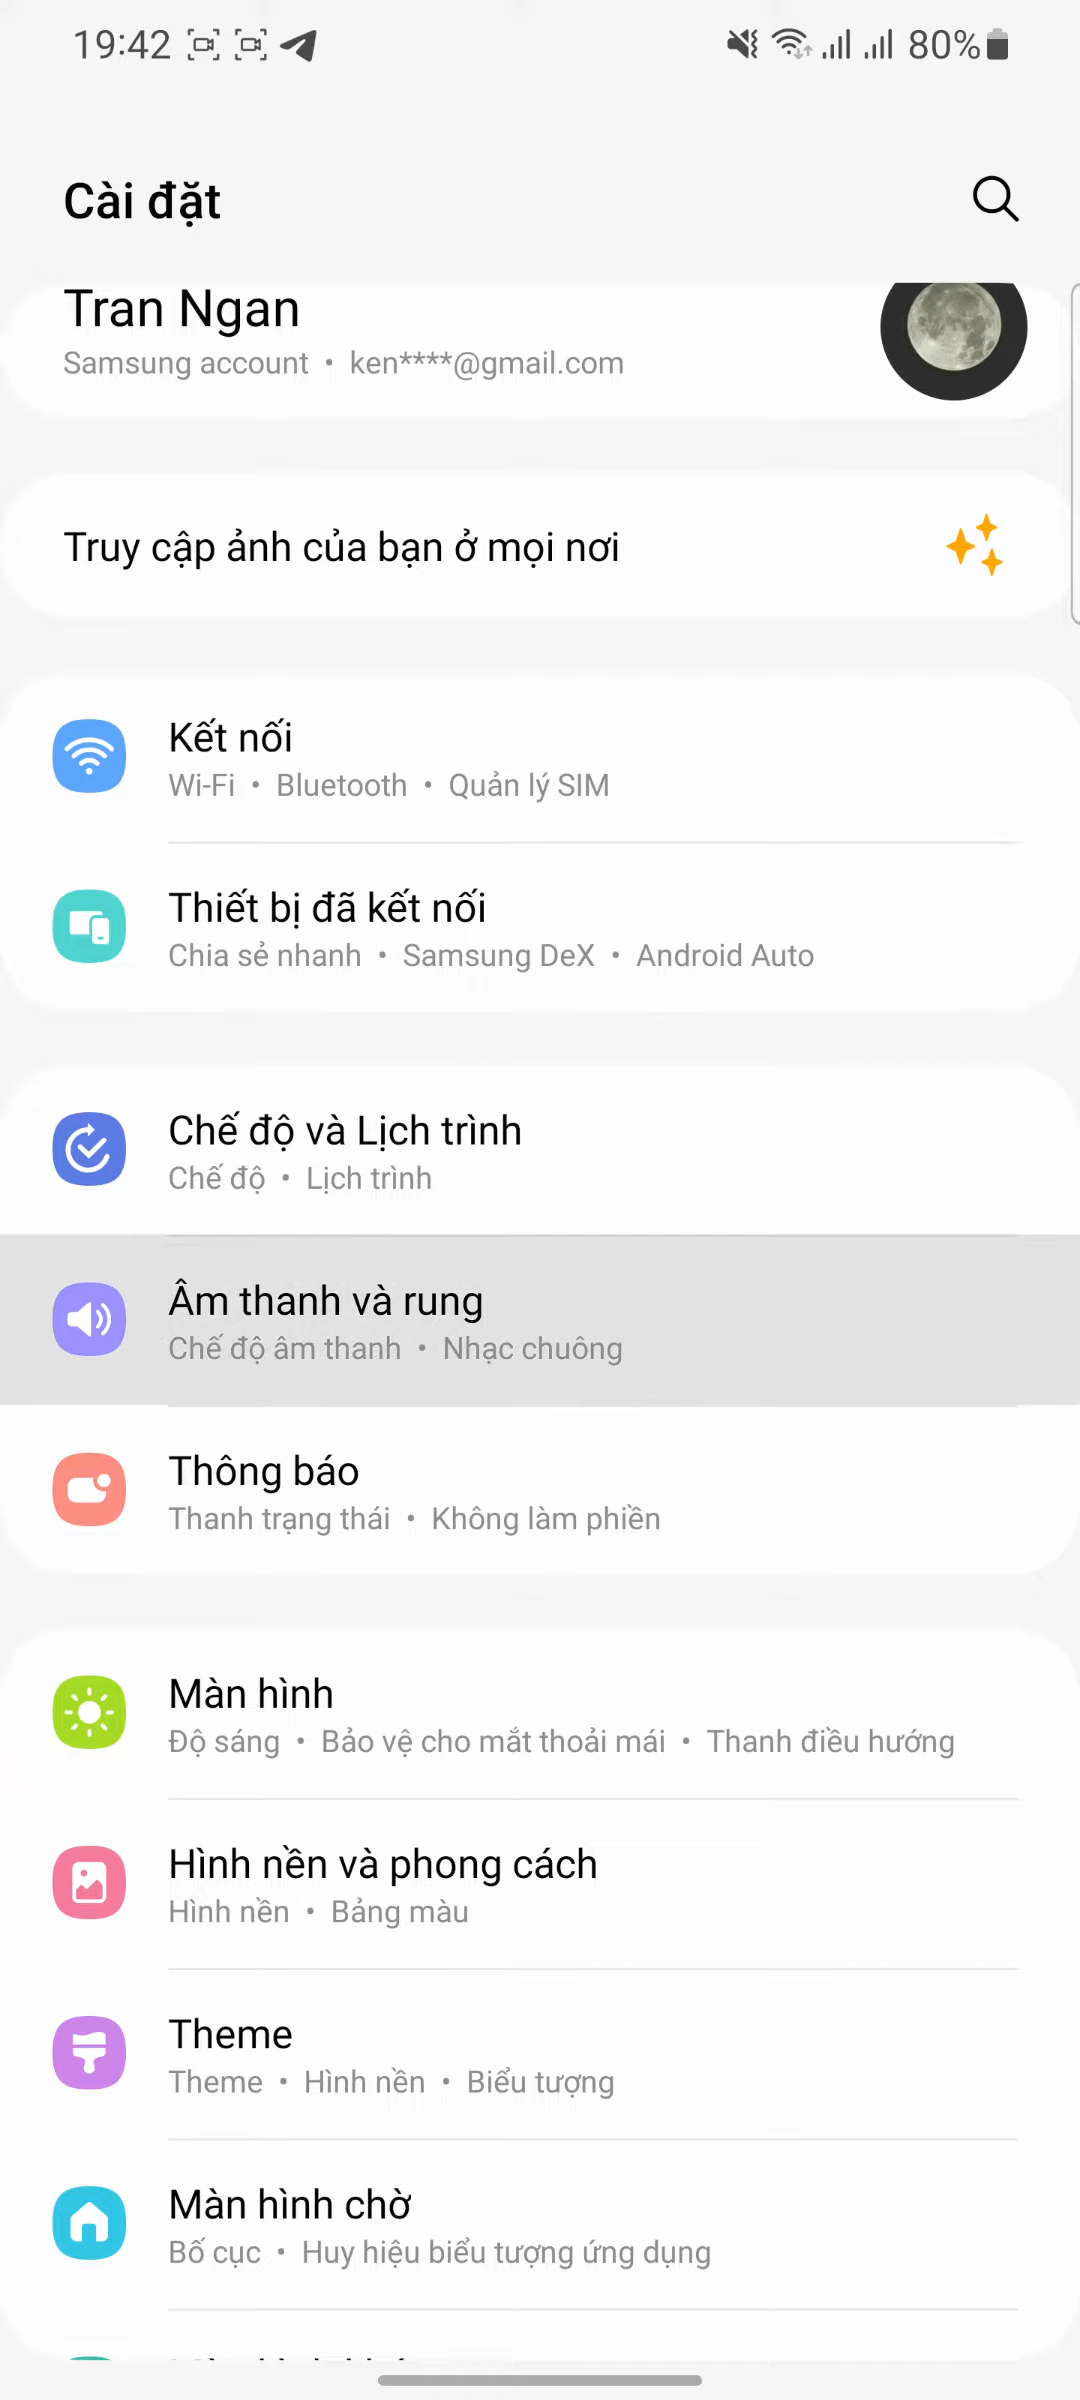 19:42
80%
Cài đặt
Tran Ngan
Samsung account • ken****@gmail.com
Truy cập ảnh của bạn ở mọi nơi
Kết nối
Wi-Fi • Bluetooth • Quản lý SIM
Thiết bị đã kết nối
Chia sẻ nhanh • Samsung DeX • Android Auto
Chế độ và Lịch trình
Chế độ • Lịch trình
Âm thanh và rung
Chế độ âm thanh • Nhạc chuông
Thông báo
Thanh trạng thái • Không làm phiền
Màn hình
Độ sáng • Bảo vệ cho mắt thoải mái • Thanh điều hướng
Hình nền và phong cách
Hình nền • Bảng màu
Theme
Theme • Hình nền • Biểu tượng
Màn hình chờ
Bố cục • Huy hiệu biểu tượng ứng dụng